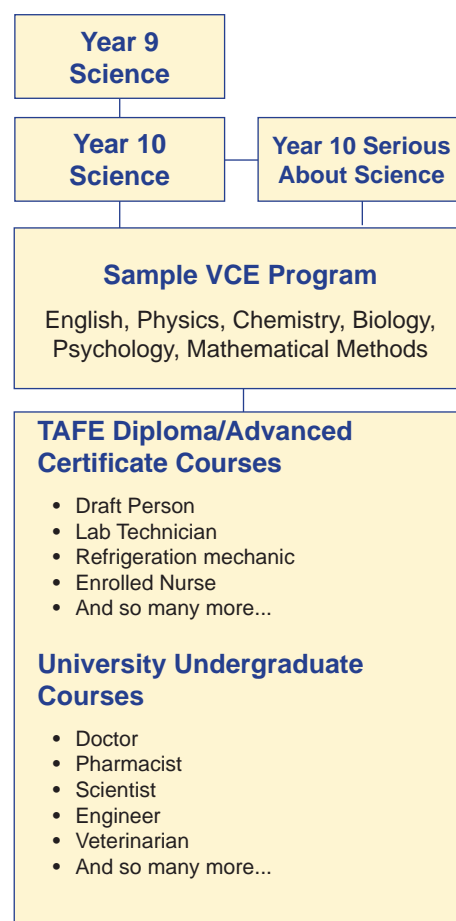 Year 9
Science
Year 10
Science
Year 10 Serious
About Science
Sample VCE Program
English, Physics, Chemistry, Biology,
Psychology, Mathematical Methods
TAFE Diploma/Advanced
Certificate Courses
• Draft Person
• Lab Technician
• Refrigeration mechanic
• Enrolled Nurse
• And so many more...
University Undergraduate
Courses
• Doctor
• Pharmacist
• Scientist
• Engineer
• Veterinarian
• And so many more...